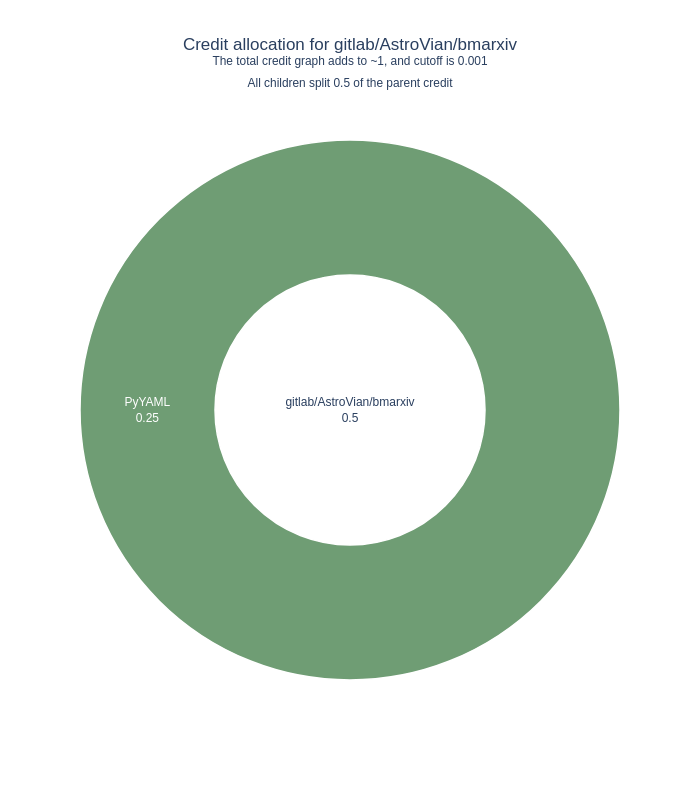 Credit allocation for gitlab/AstroVian/bmarxiv
The total credit graph adds to ~1, and cutoff is 0.001
All children split 0.5 of the parent credit
PyYAML
0.25
gitlab/AstroVian/bmarxiv
0.5